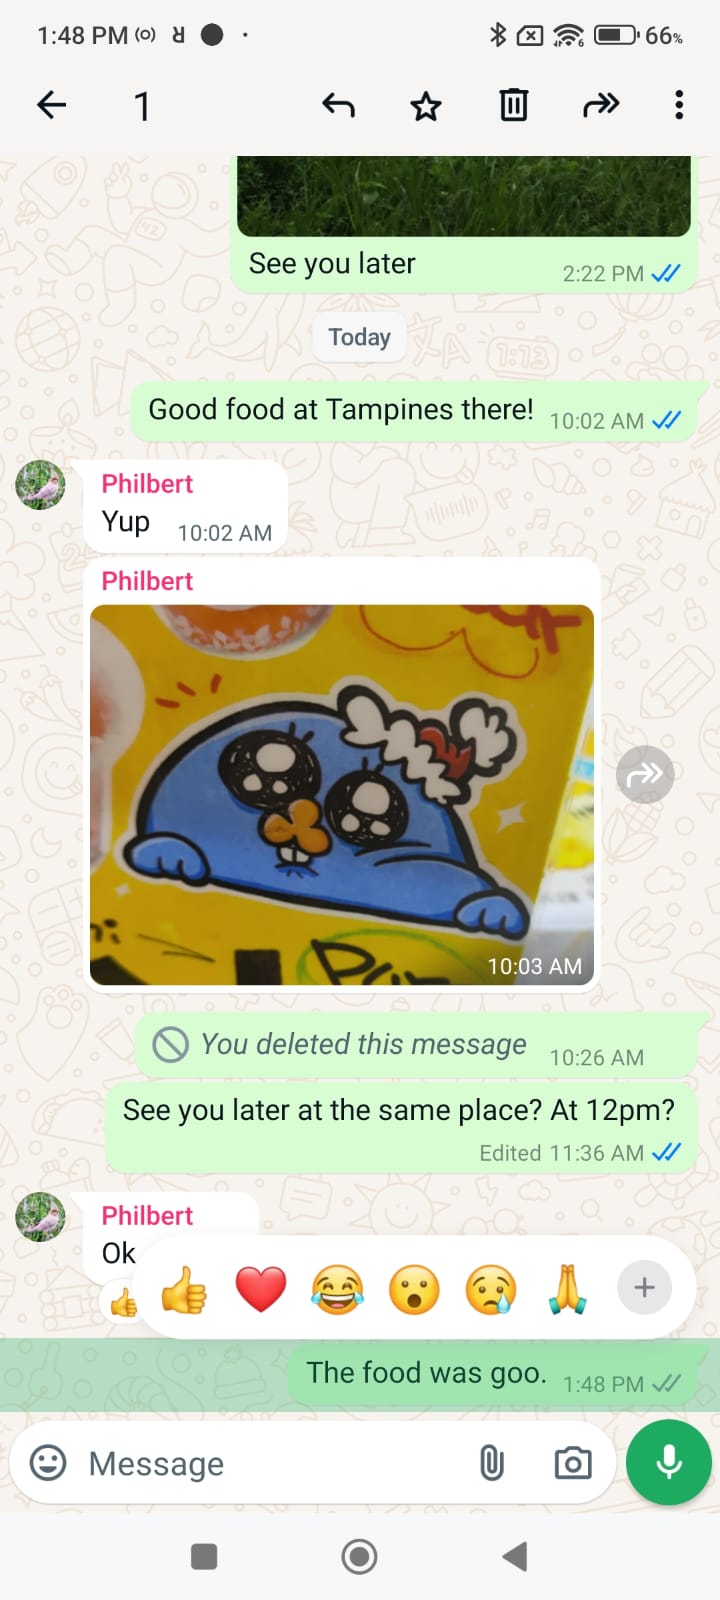 1:48 PM
66%
1
See you later
2:22 PM
Today
Good food at Tampines there!
10:02 AM
Philbert
Yup
10:02 AM
Philbert
10:03 AM
You deleted this message
10:26 AM
See you later at the same place? At 12pm?
Edited 11:36 AM
Philbert
Ok
The food was goo.
1:48 PM
Message